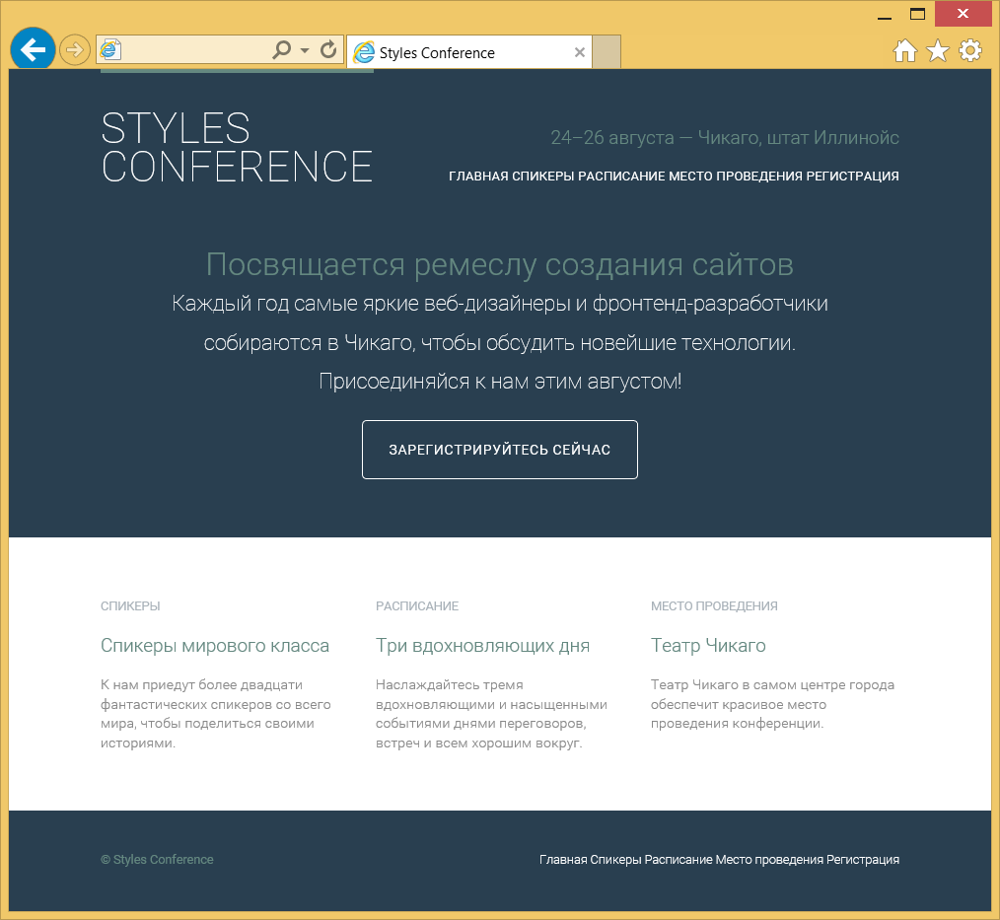 Styles Conference
STYLES
CONFERENCE
24–26 августа — Чикаго, штат Иллинойс
ГЛАВНАЯ СПИКЕРЫ РАСПИСАНИЕ МЕСТО ПРОВЕДЕНИЯ РЕГИСТРАЦИЯ
Посвящается ремеслу создания сайтов
Каждый год самые яркие веб-дизайнеры и фронтенд-разработчики
собираются в Чикаго, чтобы обсудить новейшие технологии.
Присоединяйся к нам этим августом!
ЗАРЕГИСТРИРУЙТЕСЬ СЕЙЧАС
СПИКЕРЫ
Спикеры мирового класса
К нам приедут более двадцати
фантастических спикеров со всего
мира, чтобы поделиться своими
историями.
РАСПИСАНИЕ
Три вдохновляющих дня
Наслаждайтесь тремя
вдохновляющими и насыщенными
событиями днями переговоров,
встреч и всем хорошим вокруг.
МЕСТО ПРОВЕДЕНИЯ
Театр Чикаго
Театр Чикаго в самом центре города
обеспечит красивое место
проведения конференции.
© Styles Conference
Главная Спикеры Расписание Место проведения Регистрация